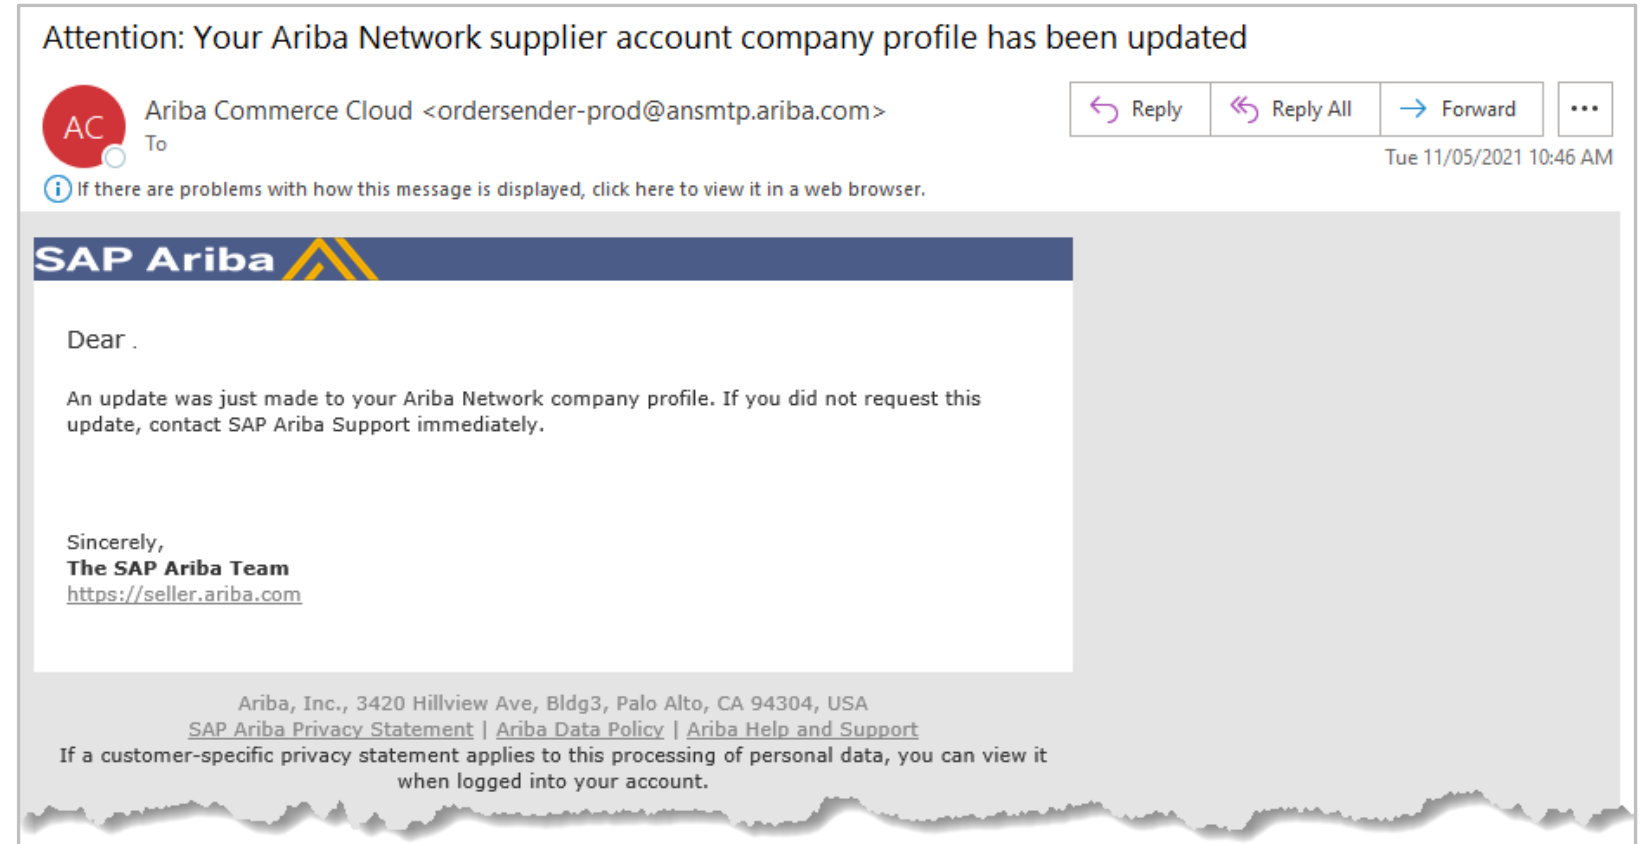 Attention: Your Ariba Network supplier account company profile has been updated
AC
Ariba Commerce Cloud <ordersender-prod@ansmtp.ariba.com>
To
Reply
Reply All
Forward
Tue 11/05/2021 10:46 AM
If there are problems with how this message is displayed, click here to view it in a web browser.
SAP Ariba
Dear .
An update was just made to your Ariba Network company profile. If you did not request this
update, contact SAP Ariba Support immediately.
Sincerely,
The SAP Ariba Team
https://seller.ariba.com
Ariba, Inc., 3420 Hillview Ave, Bldg3, Palo Alto, CA 94304, USA
SAP Ariba Privacy Statement | Ariba Data Policy | Ariba Help and Support
If a customer-specific privacy statement applies to this processing of personal data, you can view it
when logged into your account.